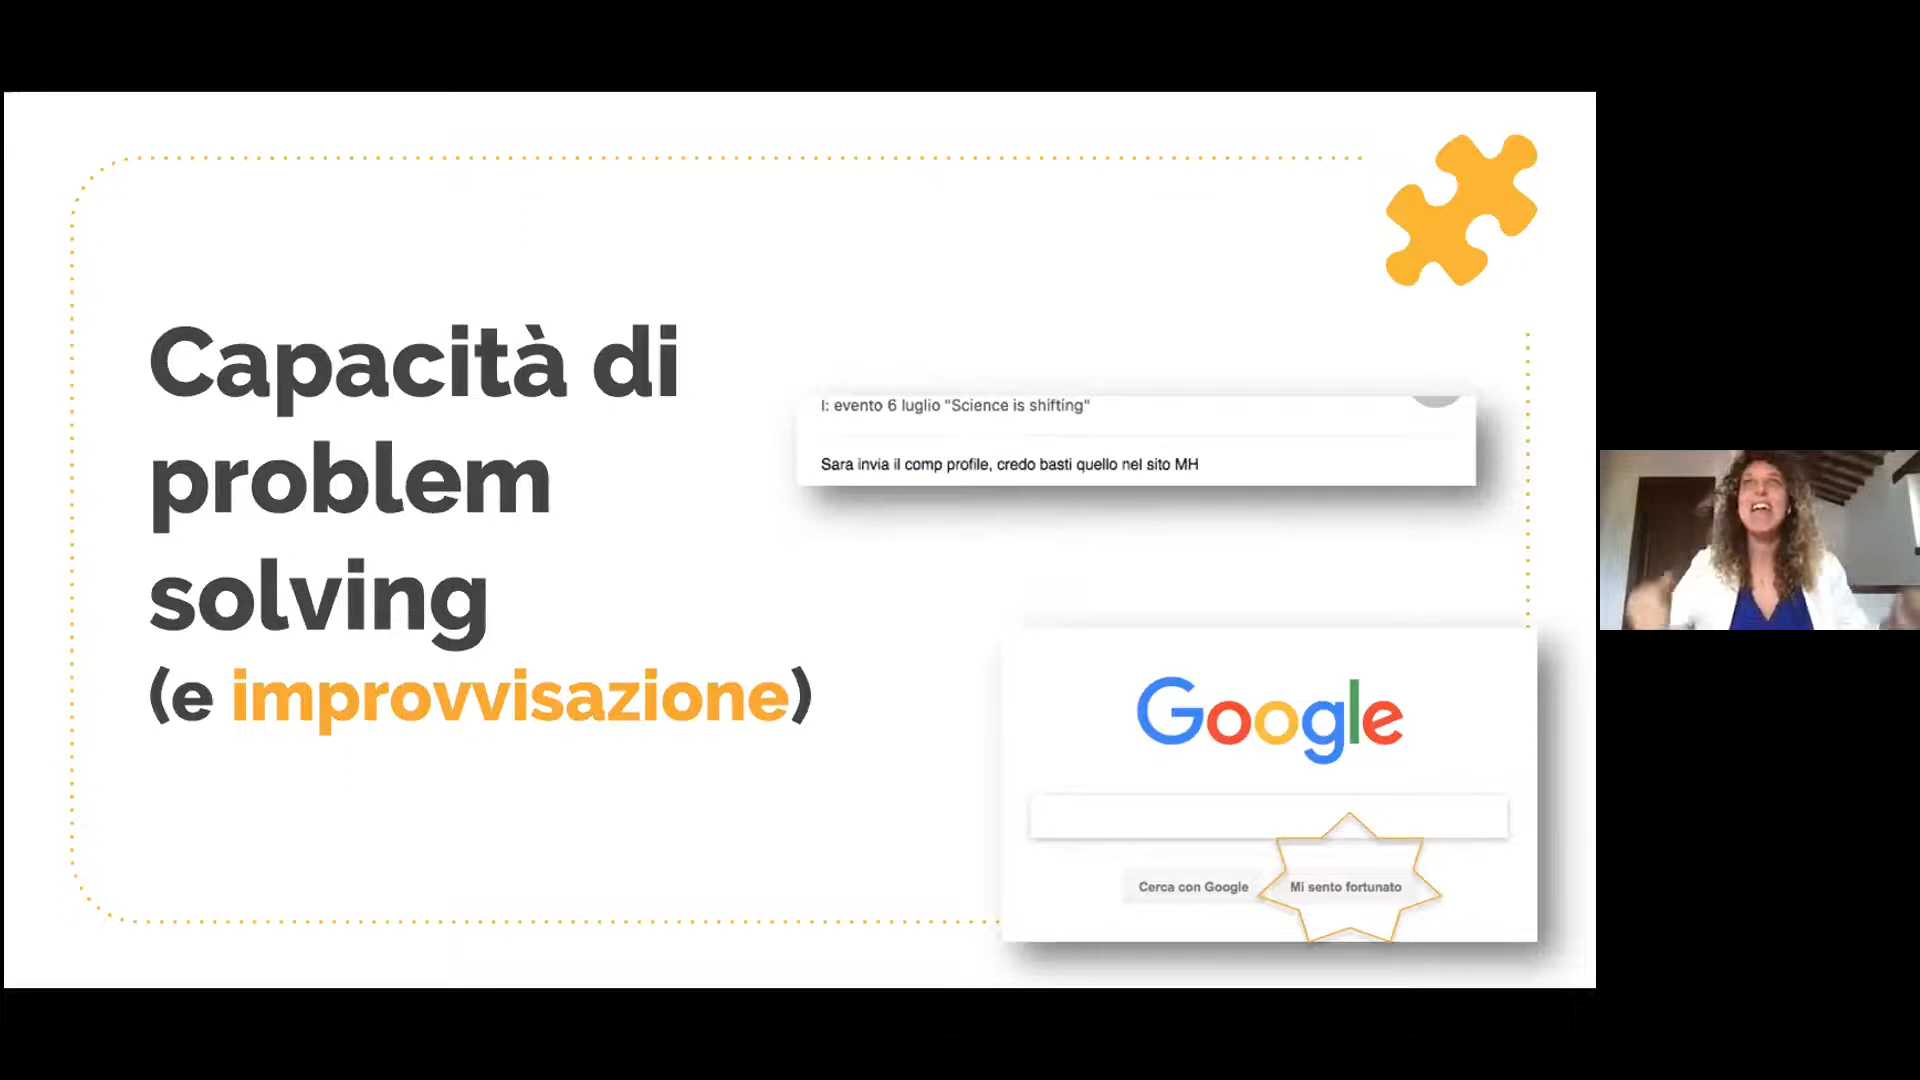 Capacità di
problem
solving
(e improvvisazione)
I: evento 6 luglio "Science is shifting"
Sara invia il comp profile, credo basti quello nel sito MH
Google
Cerca con Google
Mi sento fortunato